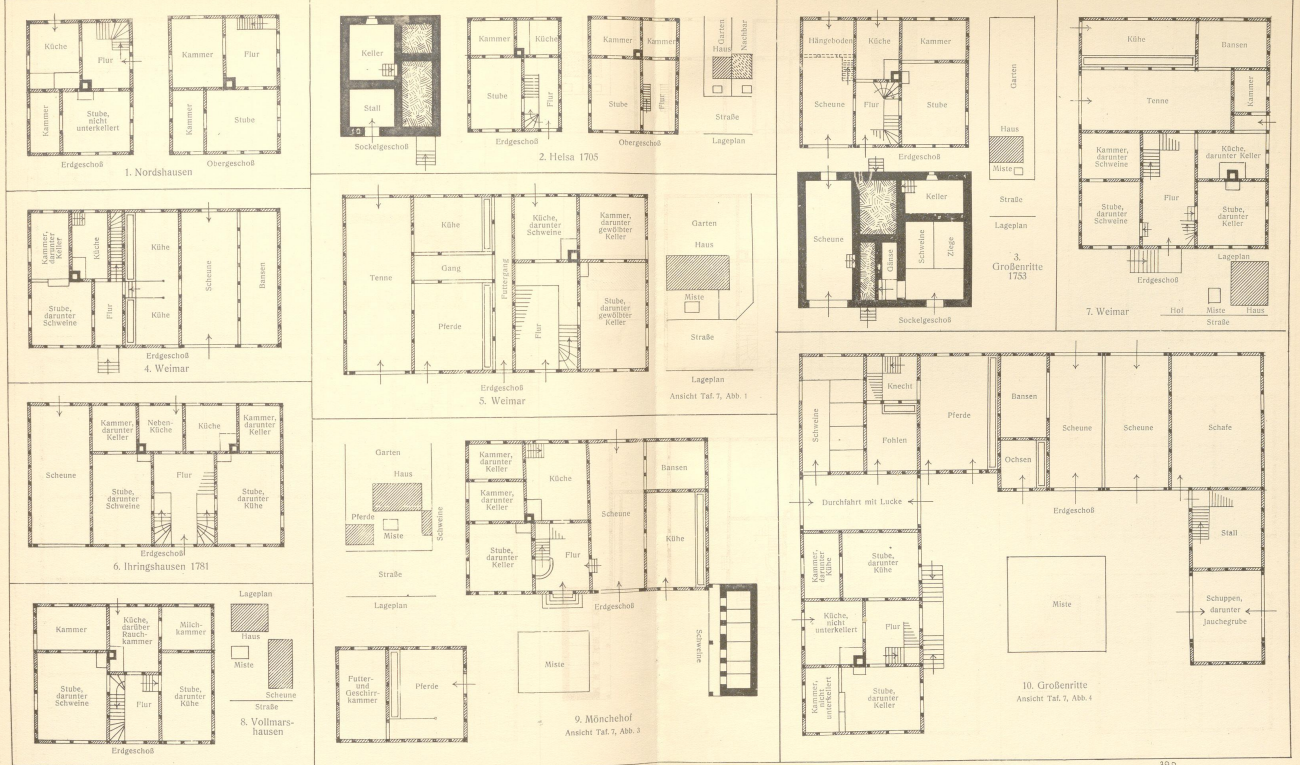 Küche
Flur
Kammer
Stube,
nicht
unterkellert
Erdgeschoß
Kammer
Flur
Kammer
Stube
Obergeschoß
1. Nordshausen
Keller
Stall
Sockelgeschoß
Kammer
Küche
Stube
Flur
Erdgeschoß
Kammer
Kammer
Stube
Flur
Obergeschoß
2. Helsa 1705
Garten
Nachbar
Haus
Straße
Lageplan
Hängeboden
Küche
Kammer
Scheune
Flur
Stube
Erdgeschoß
Scheune
Keller
Schweine
Ziege
Gänse
Sockelgeschoß
Garten
Haus
Miste
Straße
Lageplan
3.
Großenritte
1753
Kühe
Bansen
Tenne
Kammer
Kammer,
darunter
Schweine
Küche,
darunter Keller
Stube,
darunter
Schweine
Flur
Stube,
darunter
Keller
Erdgeschoß
Lageplan
7. Weimar
Hof
Miste
Haus
Straße
Kammer,
darunter
Keller
Küche
Kühe
Scheune
Bansen
Stube,
darunter
Schweine
Flur
Kühe
Erdgeschoß
4. Weimar
Tenne
Kühe
Gang
Pferde
Futtergang
Küche,
darunter
Schweine
Kammer,
darunter
gewölbter
Keller
Flur
Stube,
darunter
gewölbter
Keller
Erdgeschoß
5. Weimar
Garten
Haus
Miste
Straße
Lageplan
Ansicht Taf. 7, Abb. 1
Scheune
Kammer,
darunter
Keller
Neben-
Küche
Küche
Kammer,
darunter
Keller
Stube,
darunter
Schweine
Flur
Stube,
darunter
Kühe
Erdgeschoß
6. Ihringshausen 1781
Kammer
Küche,
darüber
Rauch-
kammer
Milch-
kammer
Stube,
darunter
Schweine
Flur
Stube,
darunter
Kühe
Erdgeschoß
Lageplan
Haus
Miste
Scheune
Straße
8. Vollmars-
hausen
Garten
Haus
Pferde
Miste
Schweine
Straße
Lageplan
Kammer,
darunter
Keller
Kammer,
darunter
Keller
Küche
Scheune
Bansen
Stube,
darunter
Keller
Flur
Kühe
Erdgeschoß
Schweine
Miste
Futter-
und
Geschirr-
kammer
Pferde
9. Mönchehof
Ansicht Taf. 7, Abb. 3
Schweine
Knecht
Fohlen
Pferde
Bansen
Ochsen
Scheune
Scheune
Schafe
Durchfahrt mit Lucke
Erdgeschoß
Stall
Kammer,
darunter
Kühe
Stube,
darunter
Kühe
Küche,
nicht
unterkellert
Flur
Kammer,
nicht
unterkellert
Stube,
darunter
Keller
Miste
Schuppen,
darunter
Jauchegrube
10. Großenritte
Ansicht Taf. 7, Abb. 4